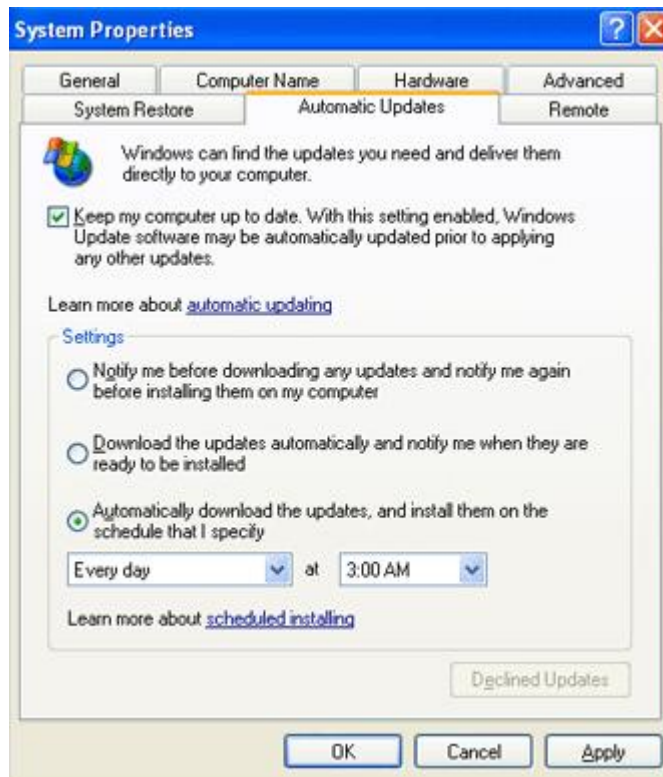 System Properties
General Computer Name Hardware Advanced
System Restore Automatic Updates Remote
Windows can find the updates you need and deliver them
directly to your computer.
Keep my computer up to date. With this setting enabled, Windows
Update software may be automatically updated prior to applying
any other updates.
Learn more about automatic updating
Settings
Notify me before downloading any updates and notify me again
before installing them on my computer
Download the updates automatically and notify me when they are
ready to be installed
Automatically download the updates, and install them on the
schedule that I specify
Every day at 3:00 AM
Learn more about scheduled installing
Declined Updates
OK Cancel Apply